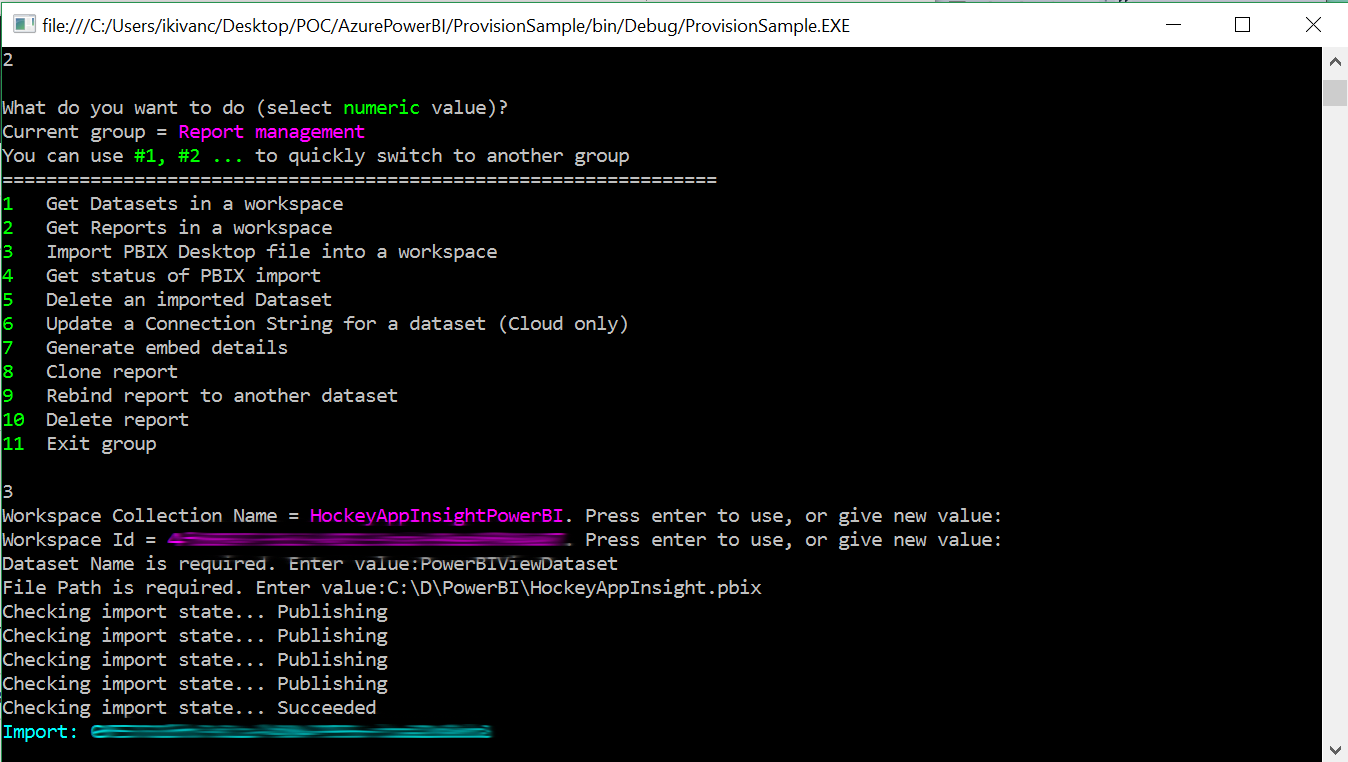 file:///C:/Users/ikivanc/Desktop/POC/AzurePowerBI/ProvisionSample/bin/Debug/ProvisionSample.EXE
2
What do you want to do (select numeric value)?
Current group = Report management
You can use #1, #2 ... to quickly switch to another group
=================================================================
1 Get Datasets in a workspace
2 Get Reports in a workspace
3 Import PBIX Desktop file into a workspace
4 Get status of PBIX import
5 Delete an imported Dataset
6 Update a Connection String for a dataset (Cloud only)
7 Generate embed details
8 Clone report
9 Rebind report to another dataset
10 Delete report
11 Exit group
3
Workspace Collection Name = HockeyAppInsightPowerBI. Press enter to use, or give new value:
Workspace Id = . Press enter to use, or give new value:
Dataset Name is required. Enter value:PowerBIViewDataset
File Path is required. Enter value:C:\D\PowerBI\HockeyAppInsight.pbix
Checking import state... Publishing
Checking import state... Publishing
Checking import state... Publishing
Checking import state... Publishing
Checking import state... Succeeded
Import: